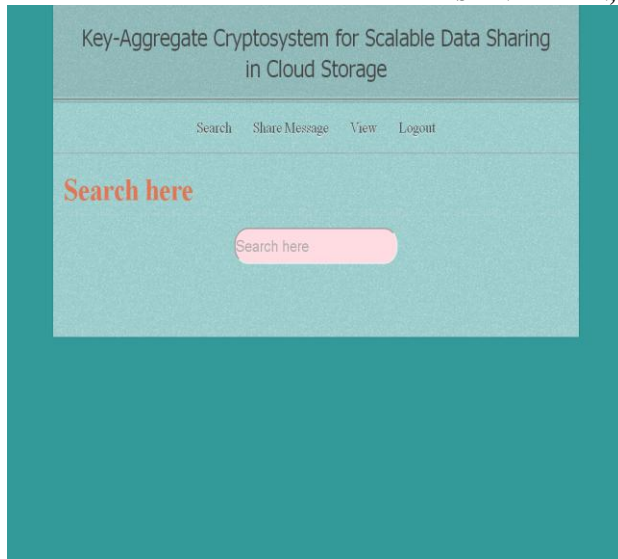 Key-Aggregate Cryptosystem for Scalable Data Sharing
in Cloud Storage
Search Share Message View Logout
Search here
Search here